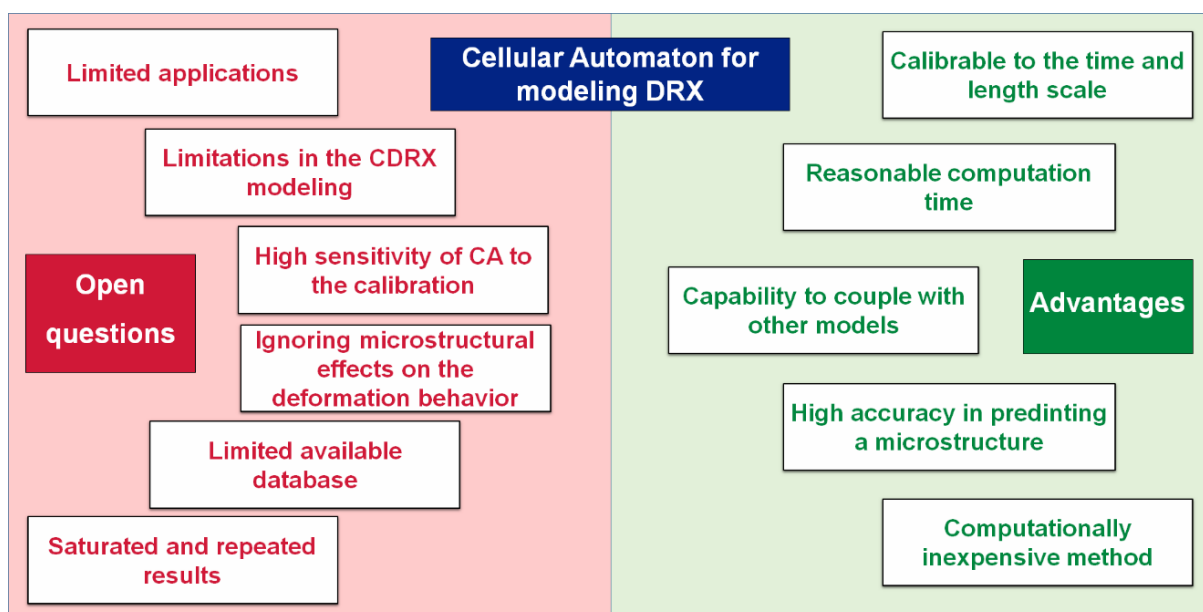 Cellular Automaton for
modeling DRX
Limited applications
Limitations in the CDRX
modeling
High sensitivity of CA to
the calibration
Open
questions
Ignoring microstructural
effects on the
deformation behavior
Limited available
database
Saturated and repeated
results
Calibrable to the time and
length scale
Reasonable computation
time
Capability to couple with
other models
Advantages
High accuracy in predinting
a microstructure
Computationally
inexpensive method